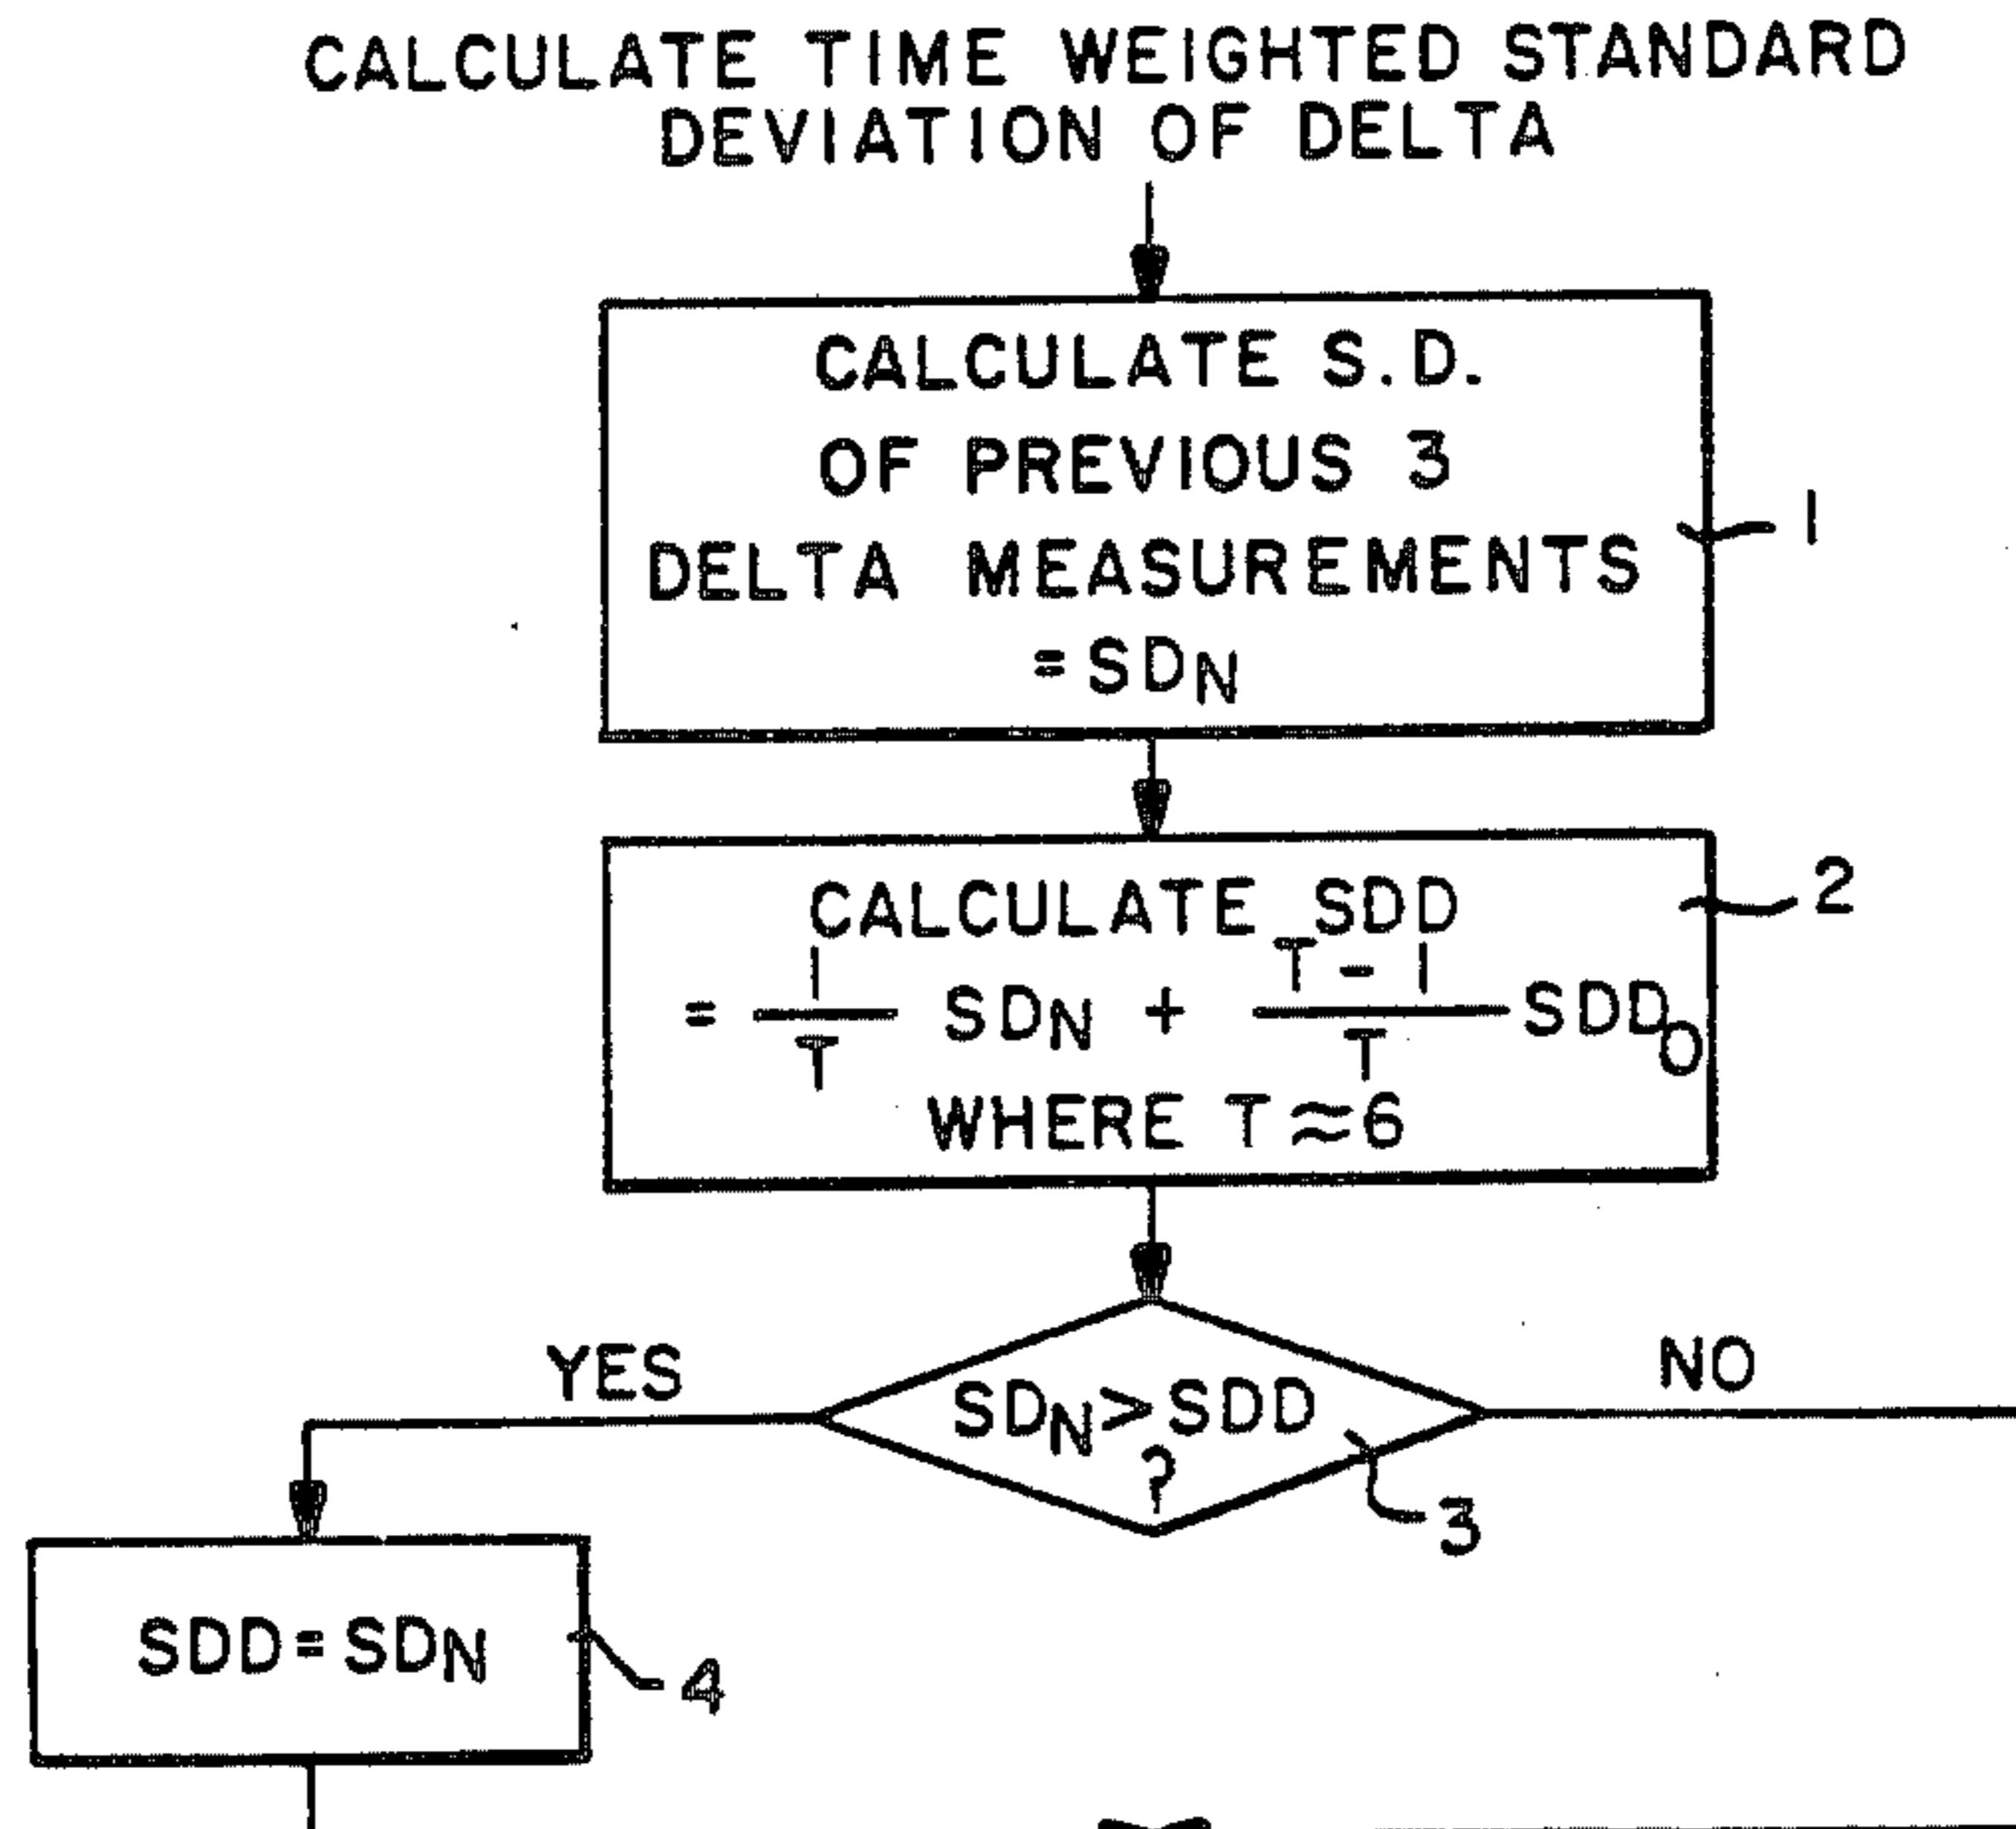 CALCULATE TIME WEIGHTED STANDARD
DEVIATION OF DELTA
CALCULATE S.D.
OF PREVIOUS 3
DELTA MEASUREMENTS
=SDN
1
CALCULATE SDD
= 1/T SDN + T-1/T SDDO
WHERE T≈6
2
YES
SDN>SDD
?
NO
3
SDD=SDN
4